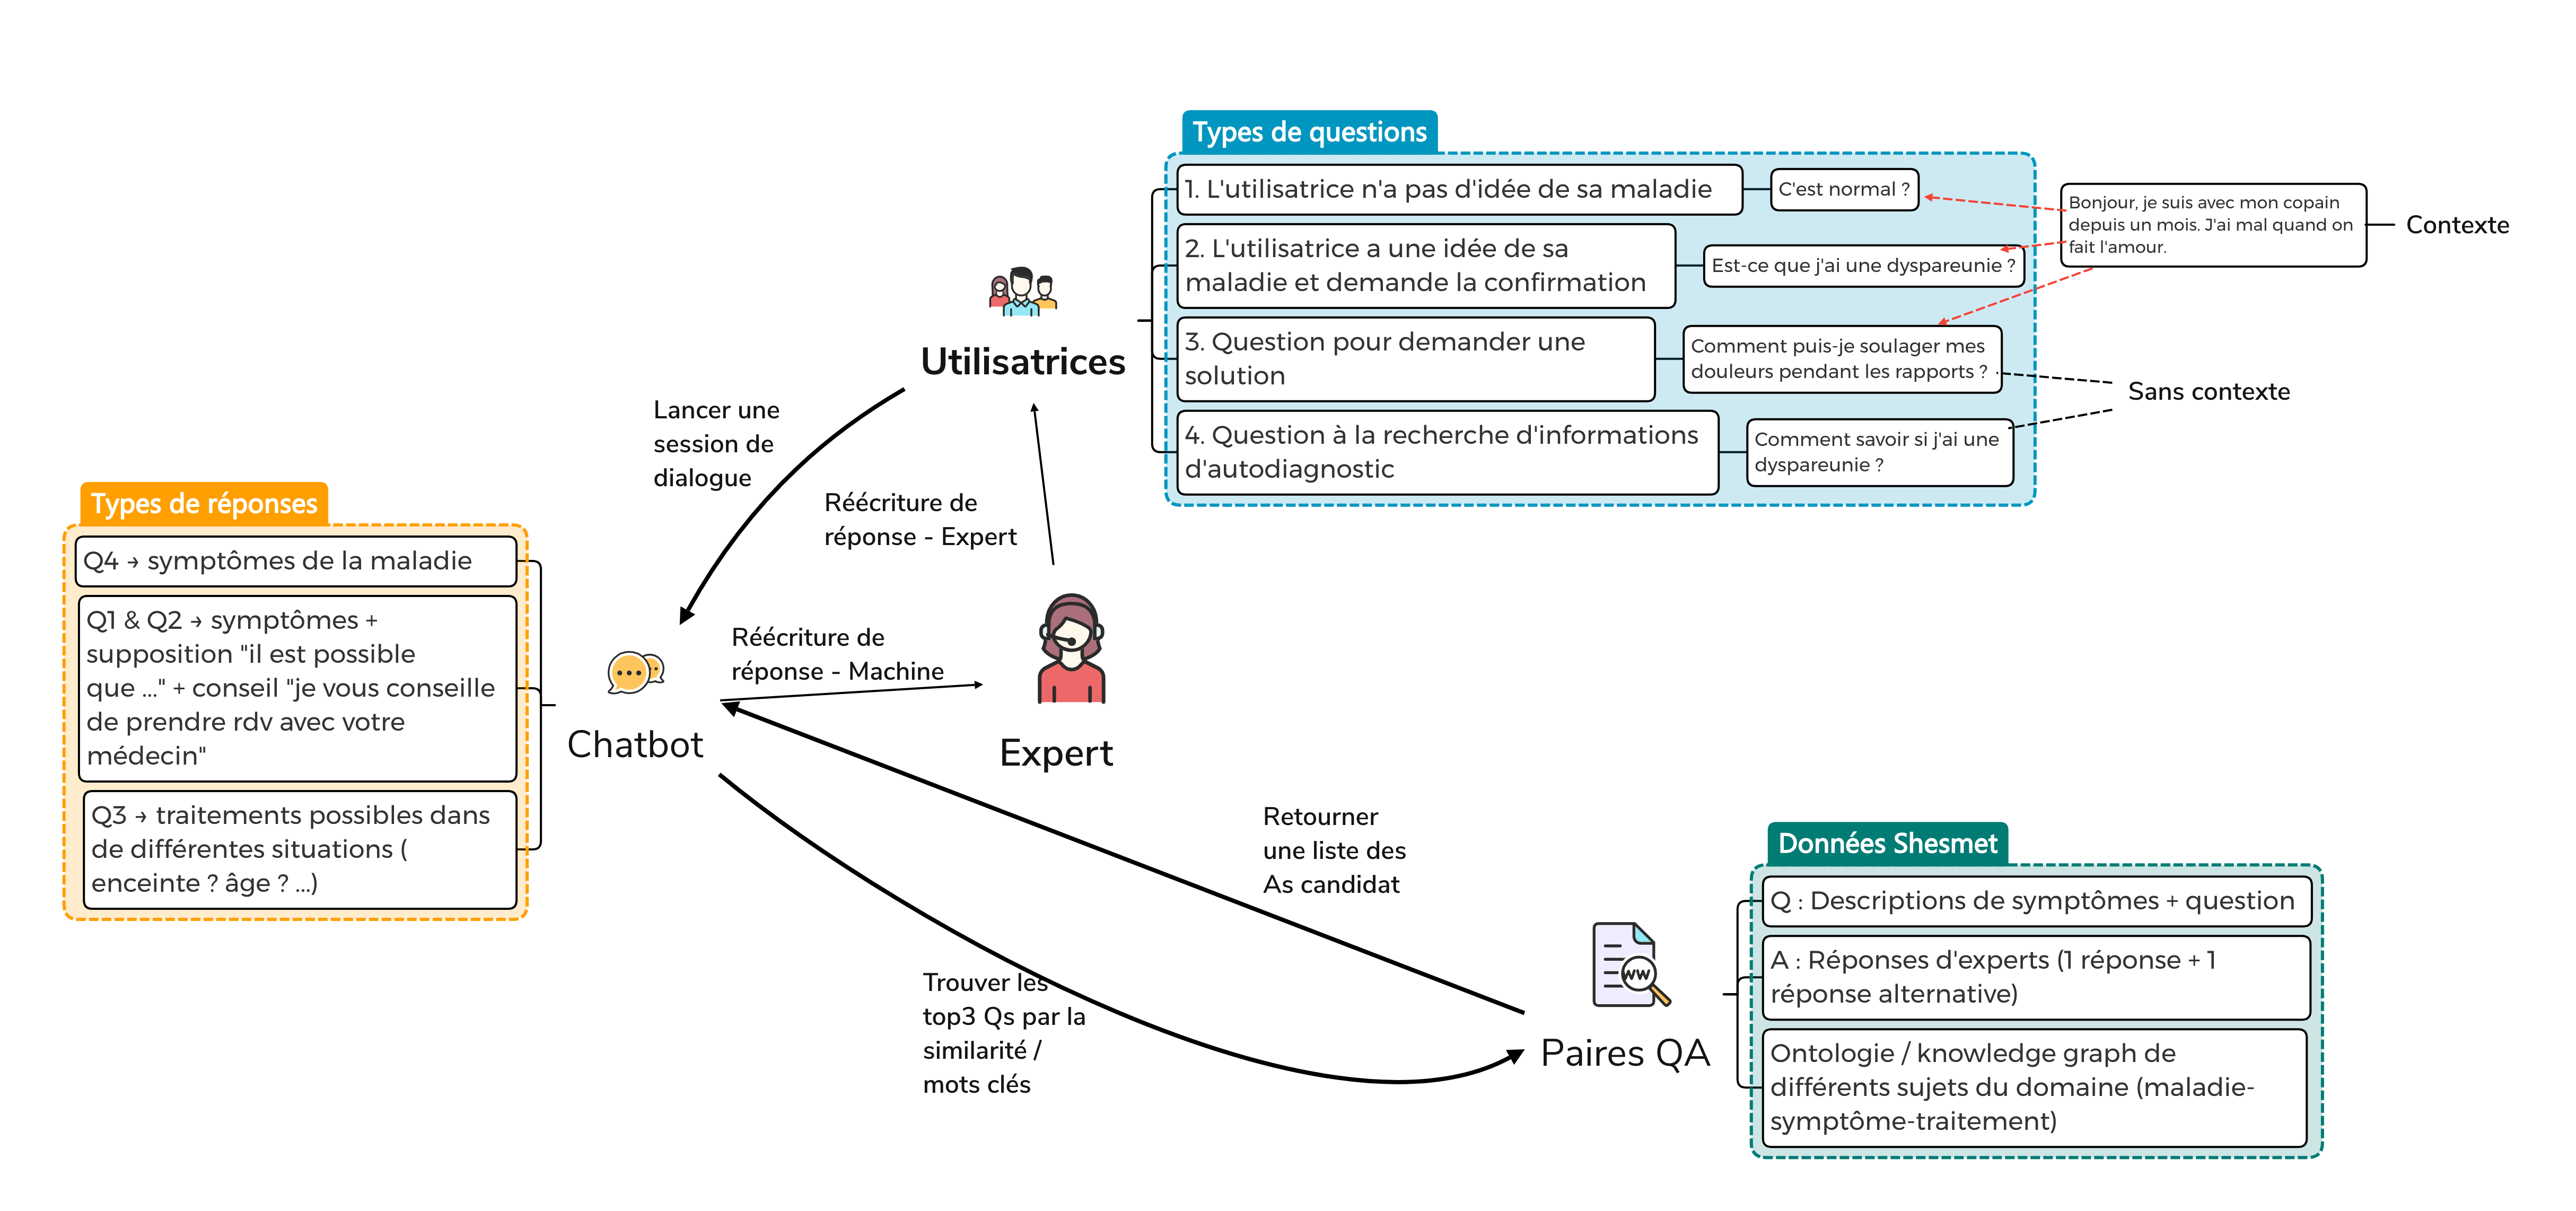 Types de questions
1. L'utilisatrice n'a pas d'idée de sa maladie
C'est normal ?
2. L'utilisatrice a une idée de sa
maladie et demande la confirmation
Est-ce que j'ai une dyspareunie ?
3. Question pour demander une
solution
Comment puis-je soulager mes
douleurs pendant les rapports ?
4. Question à la recherche d'informations
d'autodiagnostic
Comment savoir si j'ai une
dyspareunie ?
Bonjour, je suis avec mon copain
depuis un mois. J'ai mal quand on
fait l'amour.
Contexte
Sans contexte
Utilisatrices
Lancer une
session de
dialogue
Réécriture de
réponse - Expert
Types de réponses
Q4 → symptômes de la maladie
Q1 & Q2 → symptômes +
supposition "il est possible
que ..." + conseil "je vous conseille
de prendre rdv avec votre
médecin"
Q3 → traitements possibles dans
de différentes situations (
enceinte ? âge ? ...)
Chatbot
Réécriture de
réponse - Machine
Expert
Retourner
une liste des
As candidat
Trouver les
top3 Qs par la
similarité /
mots clés
WW
Paires QA
Données Shesmet
Q : Descriptions de symptômes + question
A : Réponses d'experts (1 réponse + 1
réponse alternative)
Ontologie / knowledge graph de
différents sujets du domaine (maladie-
symptôme-traitement)